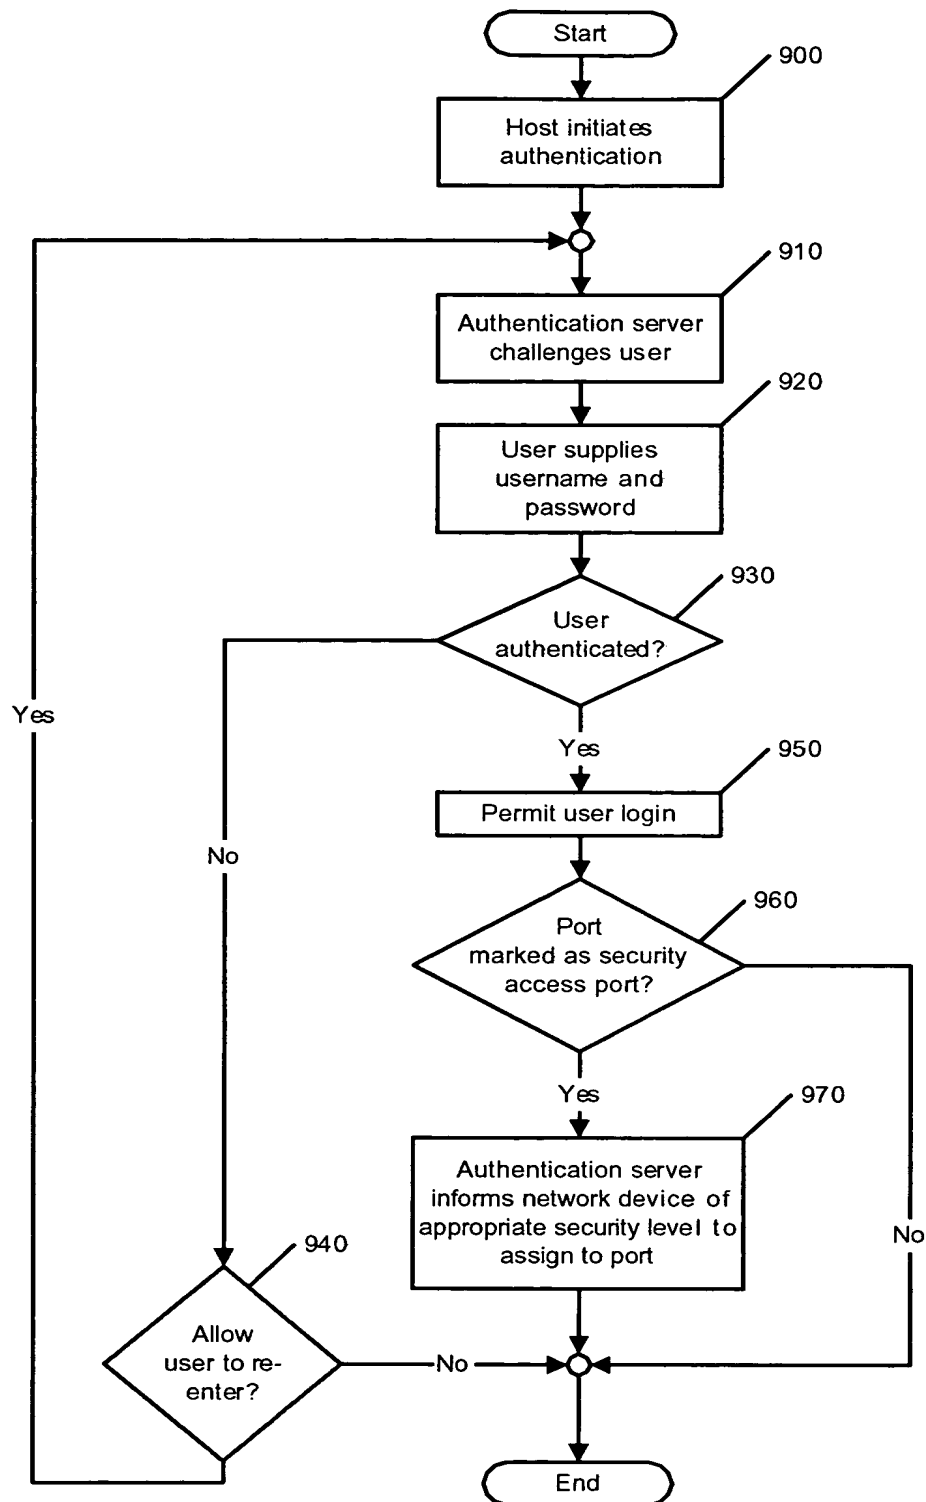 Start
900
Host initiates
authentication
910
Authentication server
challenges user
920
User supplies
username and
password
930
User
authenticated?
Yes
Yes
950
Permit user login
No
960
Port
marked as security
access port?
Yes
970
Authentication server
informs network device of
appropriate security level to
assign to port
No
940
Allow
user to re-
enter?
No
End